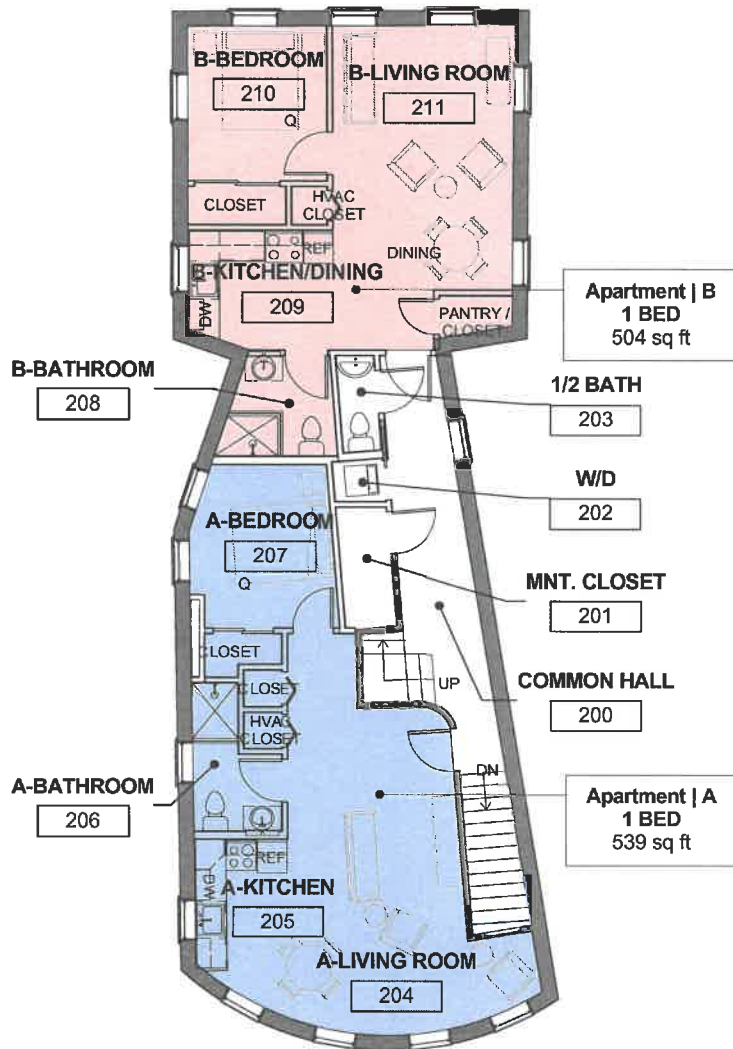 B-BEDROOM
210
Q
B-LIVING ROOM
211
CLOSET
HVAC
CLOSET
REF
DINING
B-KITCHEN/DINING
209
DW
PANTRY /
CLOSET
Apartment | B
1 BED
504 sq ft
B-BATHROOM
208
1/2 BATH
203
W/D
202
A-BEDROOM
207
Q
MNT. CLOSET
201
CLOSET
UP
COMMON HALL
200
CLOSET
HVAC
CLOSET
DN
A-BATHROOM
206
Apartment | A
1 BED
539 sq ft
REF
DW
A-KITCHEN
205
A-LIVING ROOM
204